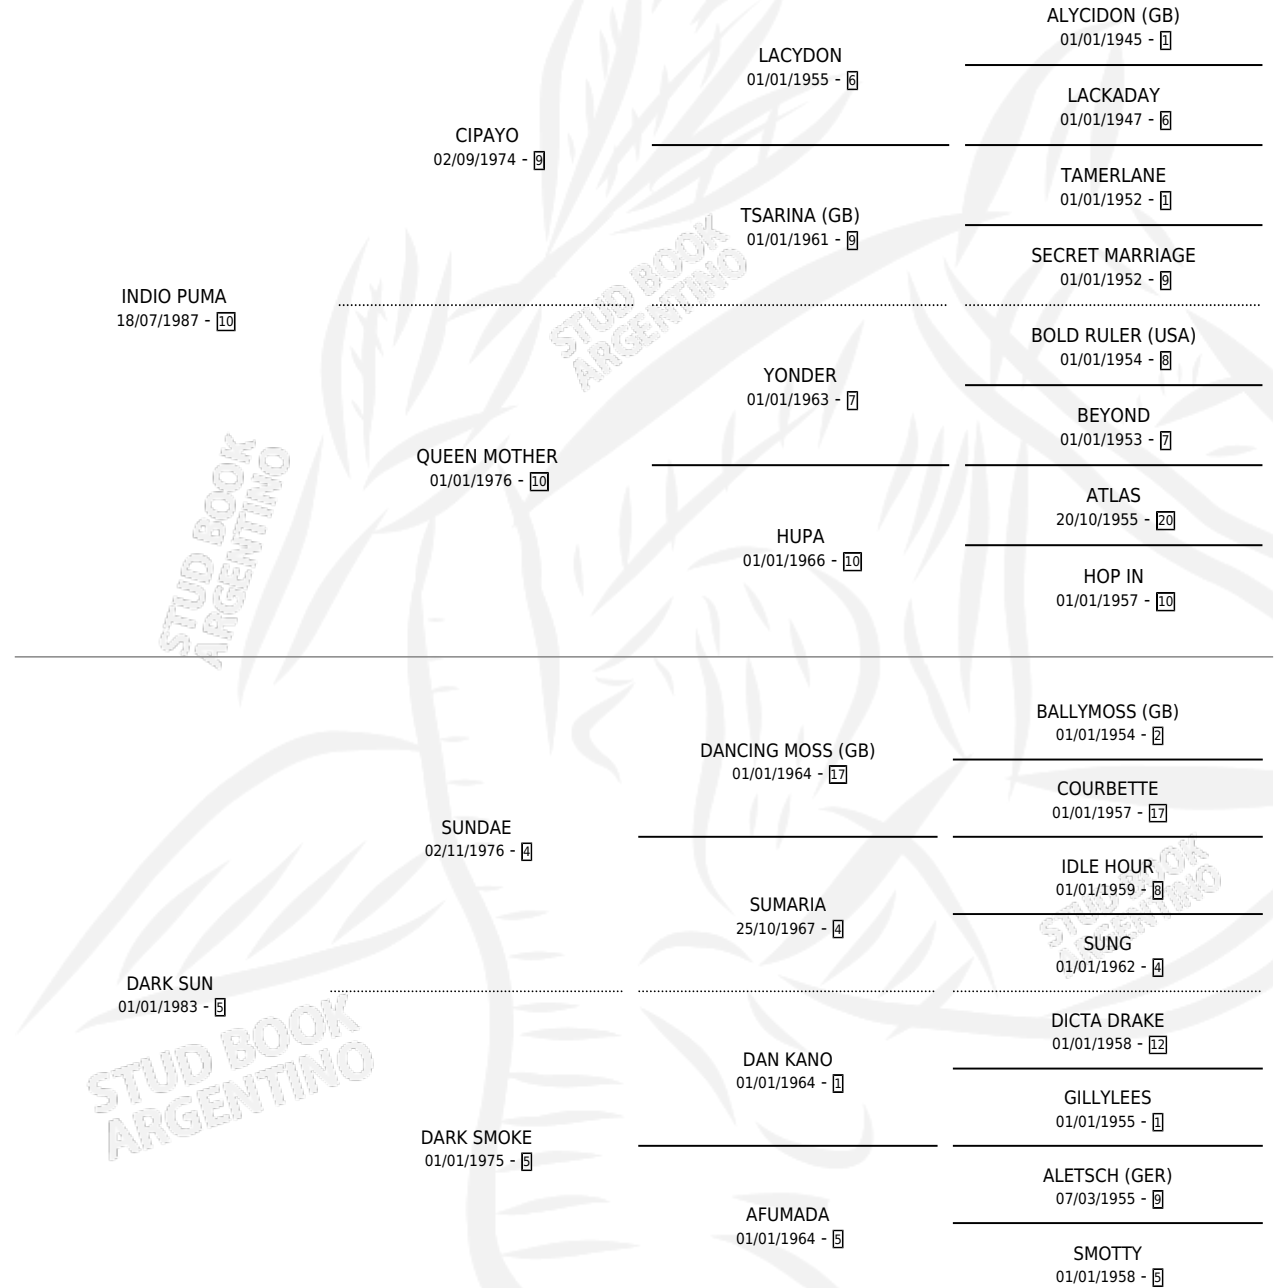 ALYCIDON (GB)
01/01/1945 - 1
LACYDON
01/01/1955 - 6
LACKADAY
01/01/1947 - 6
CIPAYO
02/09/1974 - 9
TAMERLANE
01/01/1952 - 1
TSARINA (GB)
01/01/1961 - 9
SECRET MARRIAGE
01/01/1952 - 9
STUD BOOK
ARGENTINO
INDIO PUMA
18/07/1987 - 10
BOLD RULER (USA)
01/01/1954 - 8
YONDER
01/01/1963 - 7
BEYOND
01/01/1953 - 7
QUEEN MOTHER
01/01/1976 - 10
ATLAS
20/10/1955 - 20
HUPA
01/01/1966 - 10
HOP IN
01/01/1957 - 10
STUD BOOK
ARGENTINO
BALLYMOSS (GB)
01/01/1954 - 2
DANCING MOSS (GB)
01/01/1964 - 17
COURBETTE
01/01/1957 - 17
SUNDAE
02/11/1976 - 4
IDLE HOUR
01/01/1959 - 8
SUMARIA
25/10/1967 - 4
SUNG
01/01/1962 - 4
STUD BOOK
ARGENTINO
DARK SUN
01/01/1983 - 5
DICTA DRAKE
01/01/1958 - 12
DAN KANO
01/01/1964 - 1
GILLYLEES
01/01/1955 - 1
STUD BOOK
ARGENTINO
DARK SMOKE
01/01/1975 - 5
ALETSCH (GER)
07/03/1955 - 9
AFUMADA
01/01/1964 - 5
SMOTTY
01/01/1958 - 5